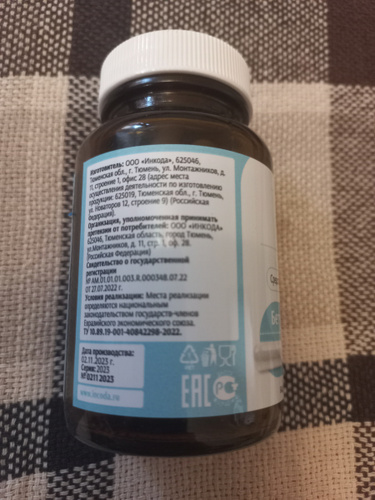 Изготовитель: ООО «Инкода», 625046,
Тюменская обл., г. Тюмень, ул. Монтажников, д.
11, строение 1, офис 28 (адрес места
осуществления деятельности по изготовлению
продукции: 625019, Тюменская обл., г. Тюмень,
ул. Новаторов 12, строение 9) (Российская
Федерация).
Организация, уполномоченная принимать
претензии от потребителей: ООО «ИНКОДА»
625046, Тюменская область, город Тюмень,
ул.Монтажников, д. 11, стр.1, оф. 28.
(Российская Федерация)
Свидетельство о государственной
регистрации
№ AM.01.01.01.003.R.000348.07.22
ОТ 27.07.2022 г.
Условия реализации: Места реализации
определяются национальным
законодательством государств-членов
Евразийского экономического союза.
ТУ 10.89.19-001-40842298-2022.
Дата производства:
02.11.2023 г.
Серия: 2023
№ 02112023
www.incoda.ru
EAC
РС